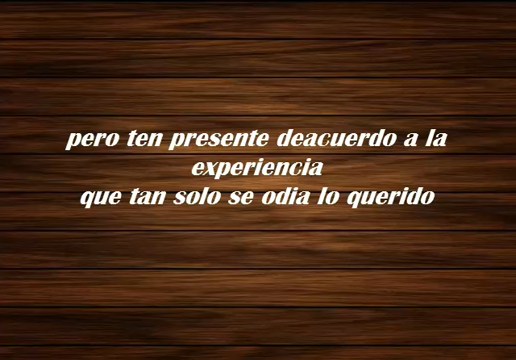 pero ten presente deacuerdo a la
experiencia
que tan solo se odia lo querido